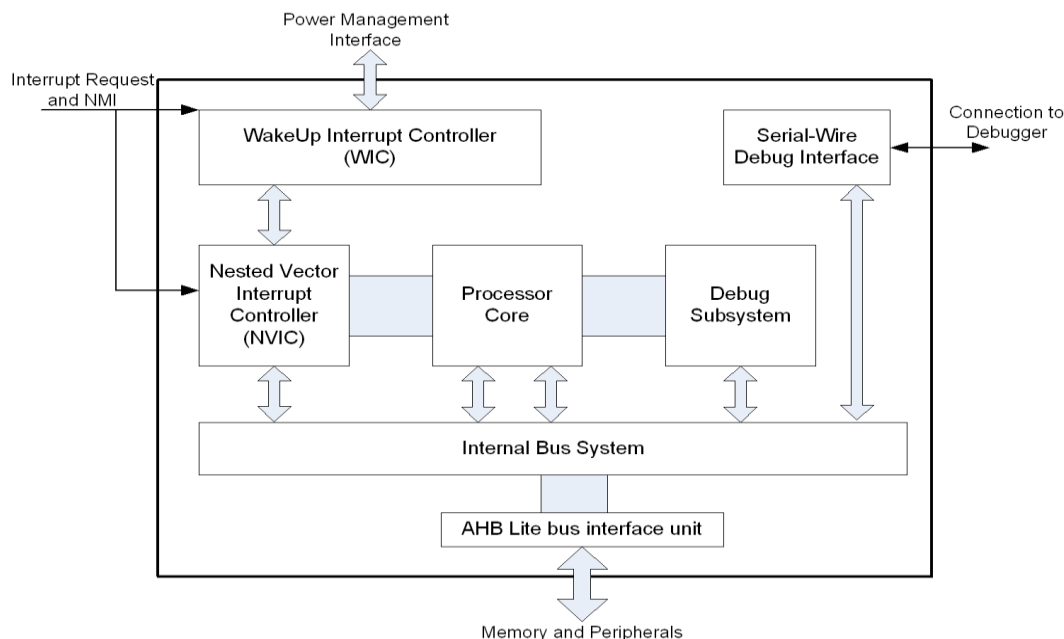 Power Management
Interface
Interrupt Request
and NMI
WakeUp Interrupt Controller
(WIC)
Serial-Wire
Debug Interface
Connection to
Debugger
Nested Vector
Interrupt
Controller
(NVIC)
Processor
Core
Debug
Subsystem
Internal Bus System
AHB Lite bus interface unit
Memory and Peripherals